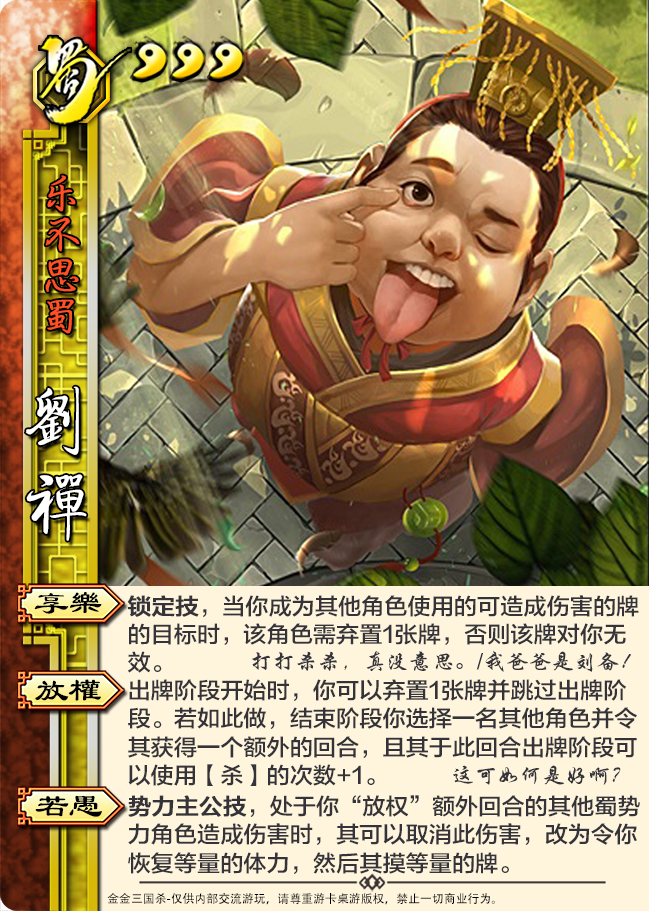 蜀
999
乐不思蜀
劉禪
享樂
锁定技，当你成为其他角色使用的可造成伤害的牌
的目标时，该角色需弃置1张牌，否则该牌对你无
效。 打打杀杀，真没意思。/我爸爸是刘备！
放權
出牌阶段开始时，你可以弃置1张牌并跳过出牌阶
段。若如此做，结束阶段你选择一名其他角色并令
其获得一个额外的回合，且其于此回合出牌阶段可
以使用【杀】的次数+1。 这可如何是好啊？
若愚
势力主公技，处于你“放权”额外回合的其他蜀势
力角色造成伤害时，其可以取消此伤害，改为令你
恢复等量的体力，然后其摸等量的牌。
金金三国杀-仅供内部交流游玩，请尊重游卡桌游版权，禁止一切商业行为。